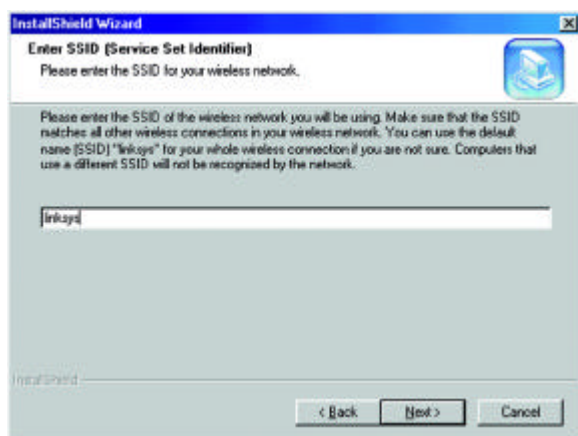 InstallShield Wizard
Enter SSID (Service Set Identifier)
Please enter the SSID for your wireless network.
Please enter the SSID of the wireless network you will be using. Make sure that the SSID
matches all other wireless connections in your wireless network. You can use the default
name (SSID) "linksys" for your whole wireless connection if you are not sure. Computers that
use a different SSID will not be recognized by the network.
linksys
InstallShield
< Back
Next >
Cancel